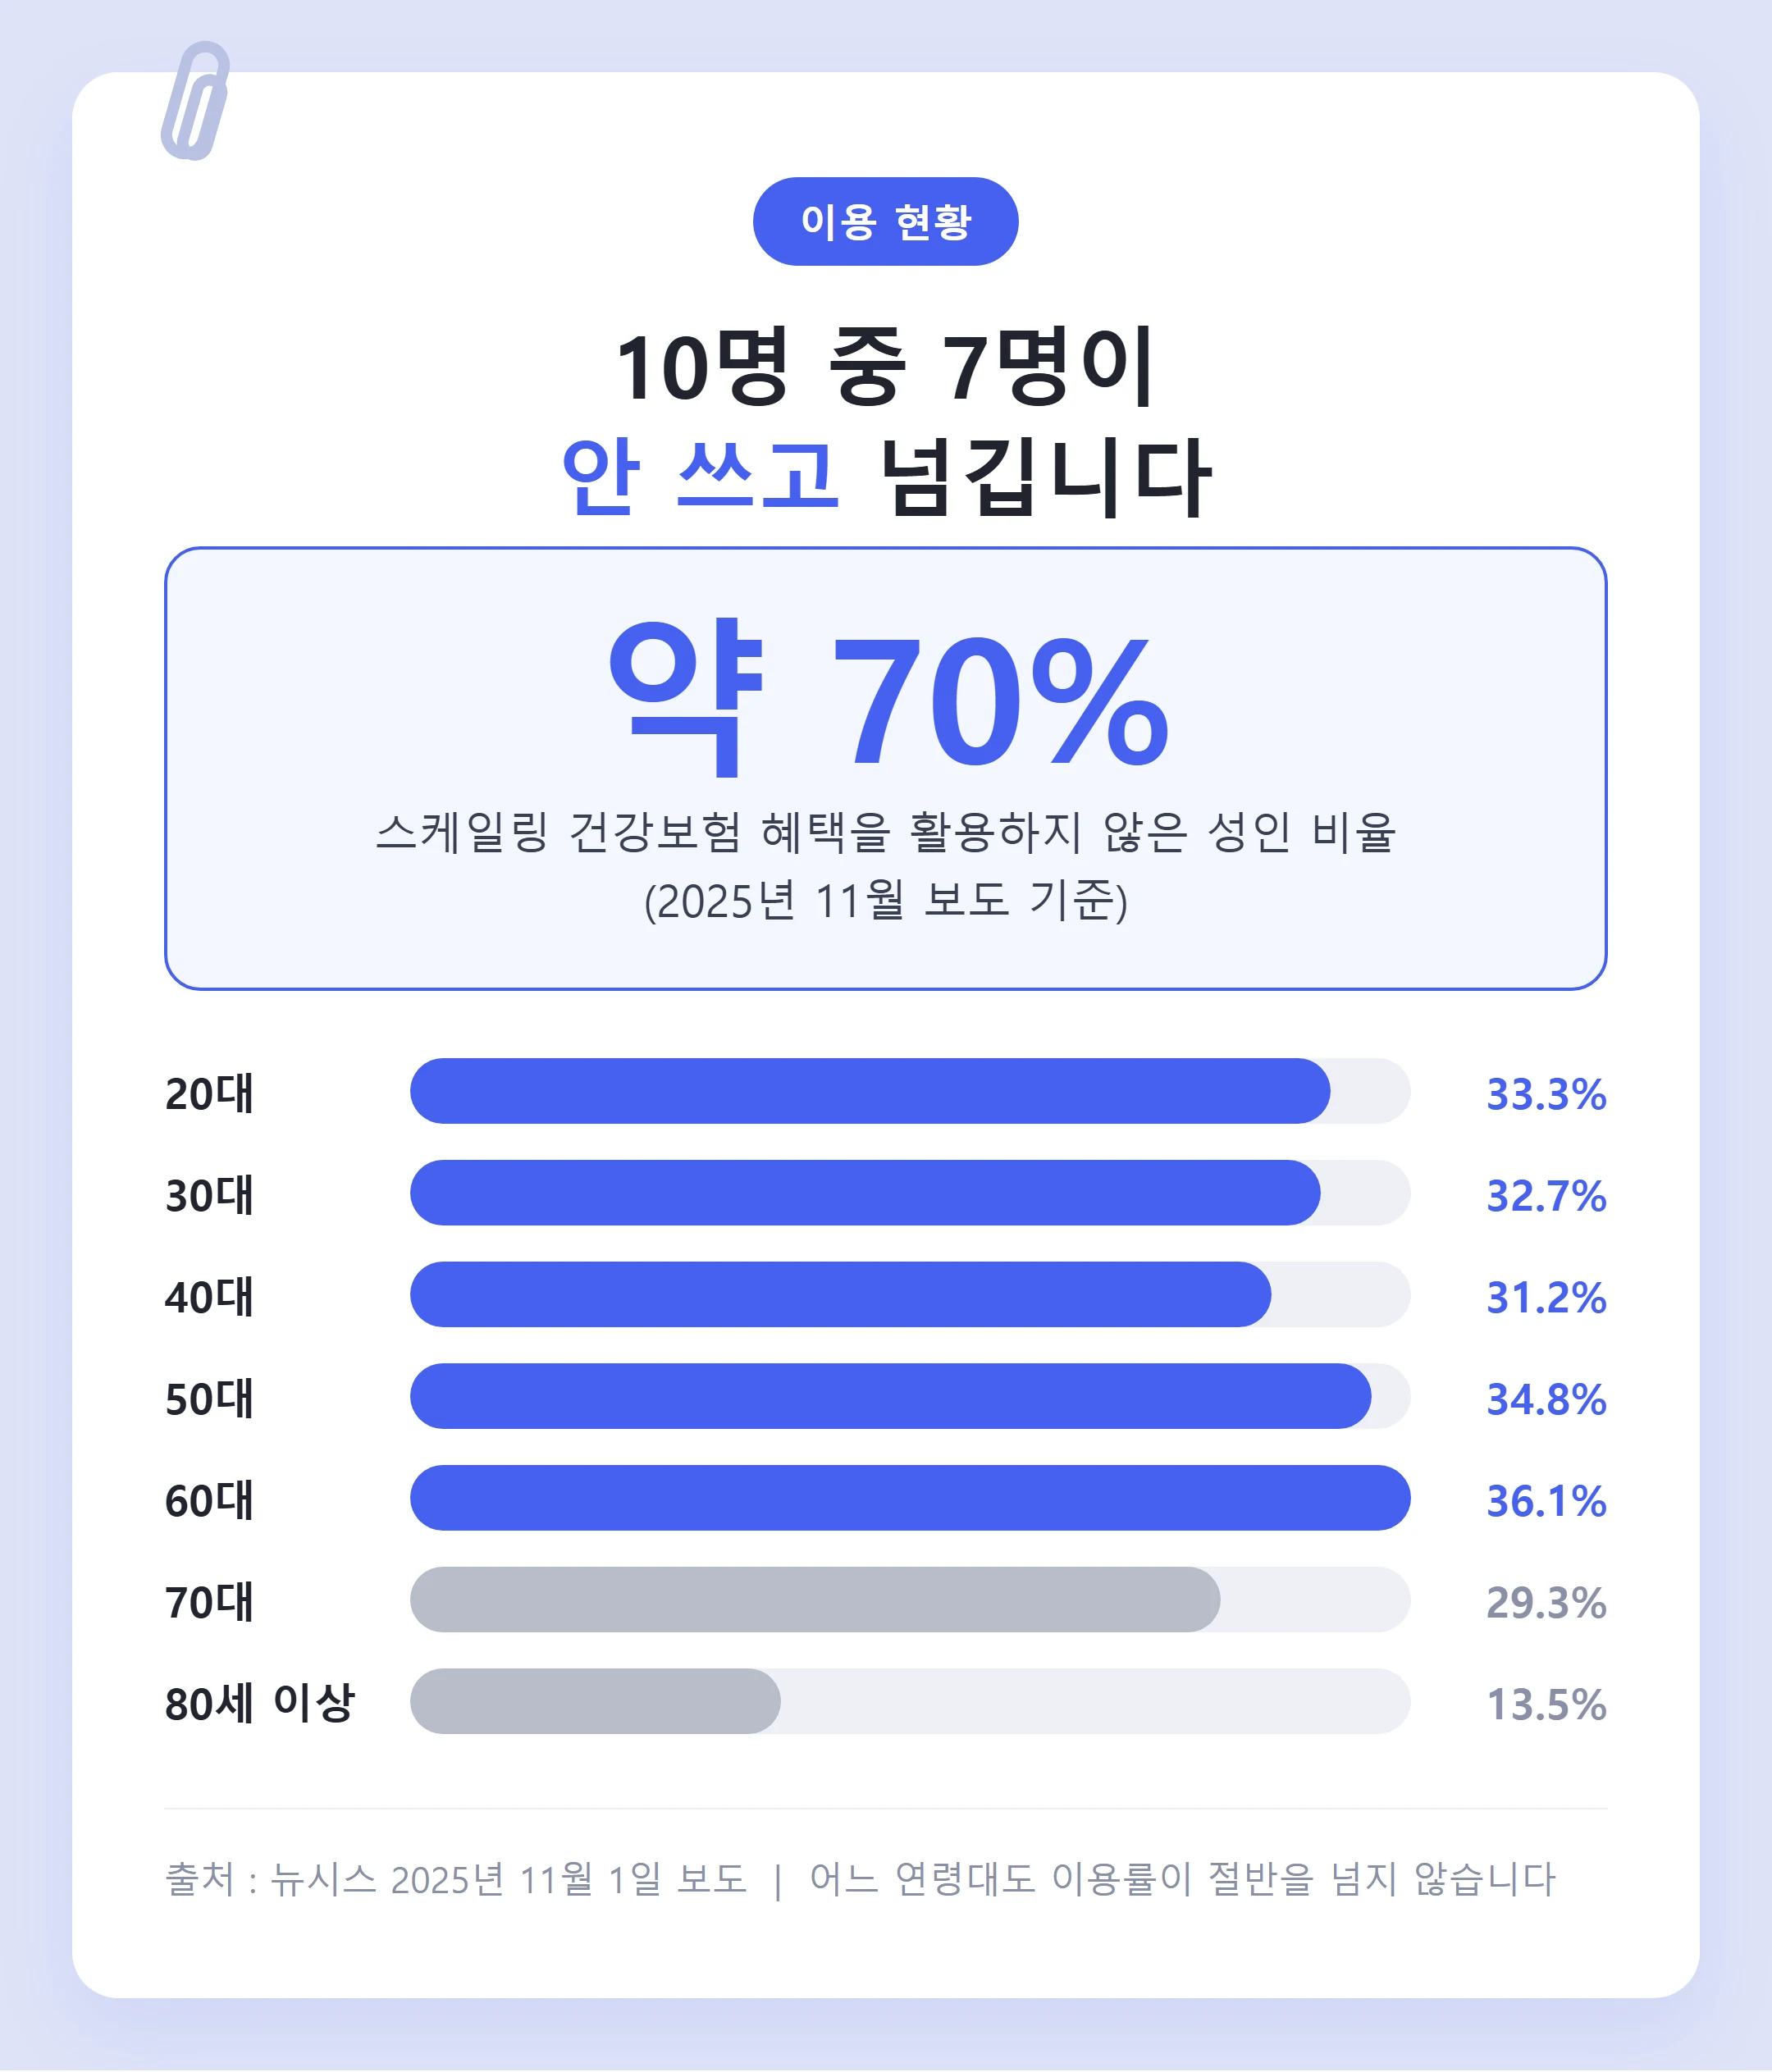 이용 현황
10명 중 7명이
안 쓰고 넘깁니다
약 70%
스케일링 건강보험 혜택을 활용하지 않은 성인 비율
(2025년 11월 보도 기준)
20대 33.3%
30대 32.7%
40대 31.2%
50대 34.8%
60대 36.1%
70대 29.3%
80세 이상 13.5%
출처 : 뉴시스 2025년 11월 1일 보도 | 어느 연령대도 이용률이 절반을 넘지 않습니다